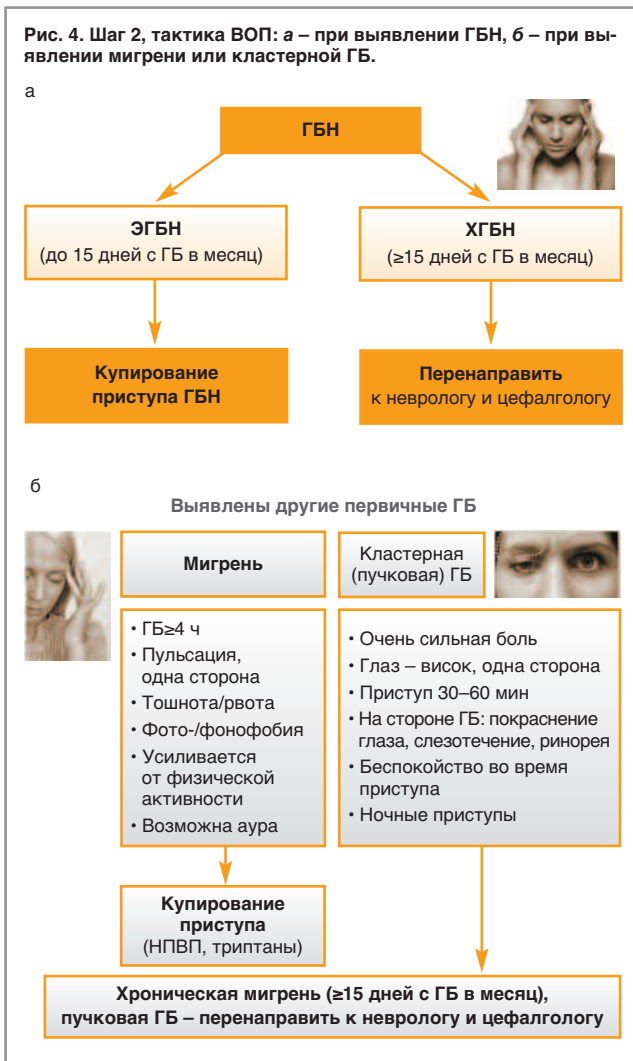 Рис. 4. Шаг 2, тактика ВОП: а – при выявлении ГБН, б – при вы-
явлении мигрени или кластерной ГБ.
а
ГБН
ЭГБН
(до 15 дней с ГБ в месяц)
ХГБН
(≥15 дней с ГБ в месяц)
Купирование
приступа ГБН
Перенаправить
к неврологу и цефалгологу
б
Выявлены другие первичные ГБ
Мигрень
Кластерная
(пучковая) ГБ
• ГБ≥4 ч
• Пульсация,
одна сторона
• Тошнота/рвота
• Фото-/фонофобия
• Усиливается
от физической
активности
• Возможна аура
• Очень сильная боль
• Глаз – висок, одна сторона
• Приступ 30–60 мин
• На стороне ГБ: покраснение
глаза, слезотечение, ринорея
• Беспокойство во время
приступа
• Ночные приступы
Купирование
приступа
(НПВП, триптаны)
Хроническая мигрень (≥15 дней с ГБ в месяц),
пучковая ГБ – перенаправить к неврологу и цефалгологу